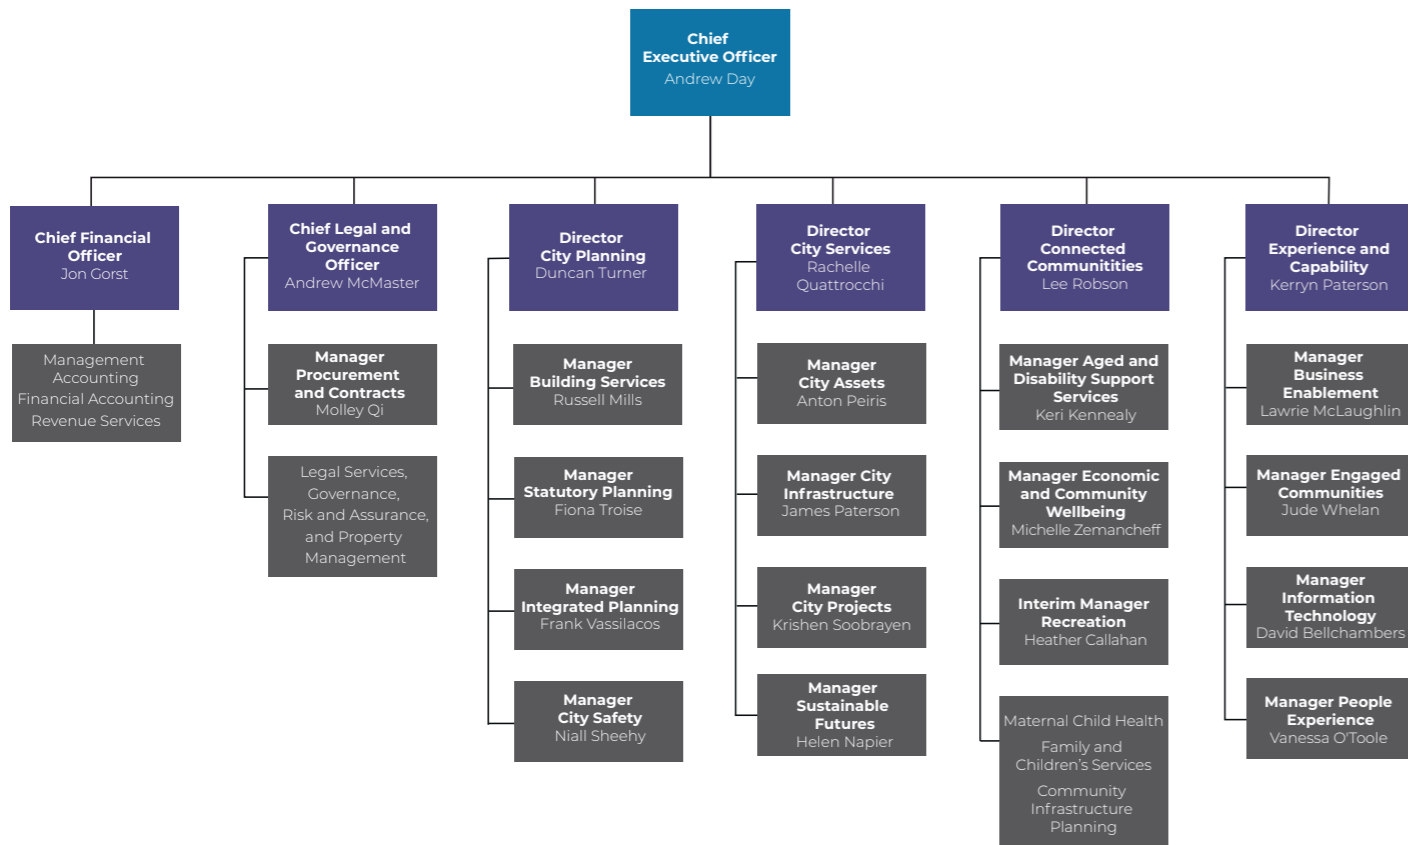 Chief
Executive Officer
Andrew Day
Chief Financial
Officer
Jon Gorst
Management
Accounting
Financial Accounting
Revenue Services
Chief Legal and
Governance
Officer
Andrew McMaster
Manager
Procurement
and Contracts
Molley Qi
Legal Services,
Governance,
Risk and Assurance,
and Property
Management
Director
City Planning
Duncan Turner
Manager
Building Services
Russell Mills
Manager
Statutory Planning
Fiona Troise
Manager
Integrated Planning
Frank Vassilacos
Manager
City Safety
Niall Sheehy
Director
City Services
Rachelle
Quattrocchi
Manager
City Assets
Anton Peiris
Manager City
Infrastructure
James Paterson
Manager
City Projects
Krishen Soobrayen
Manager
Sustainable
Futures
Helen Napier
Director
Connected
Communitities
Lee Robson
Manager Aged and
Disability Support
Services
Keri Kennealy
Manager Economic
and Community
Wellbeing
Michelle Zemancheff
Interim Manager
Recreation
Heather Callahan
Maternal Child Health
Family and
Children’s Services
Community
Infrastructure
Planning
Director
Experience and
Capability
Kerryn Paterson
Manager
Business
Enablement
Lawrie McLaughlin
Manager Engaged
Communities
Jude Whelan
Manager
Information
Technology
David Bellchambers
Manager People
Experience
Vanessa O'Toole